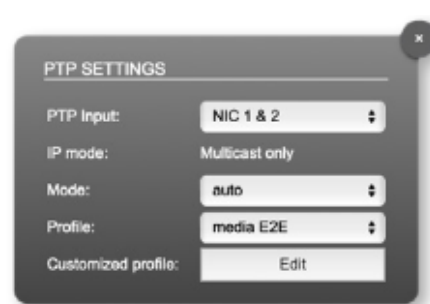 PTP SETTINGS
PTP Input: NIC 1 & 2
IP mode: Multicast only
Mode: auto
Profile: media E2E
Customized profile: Edit